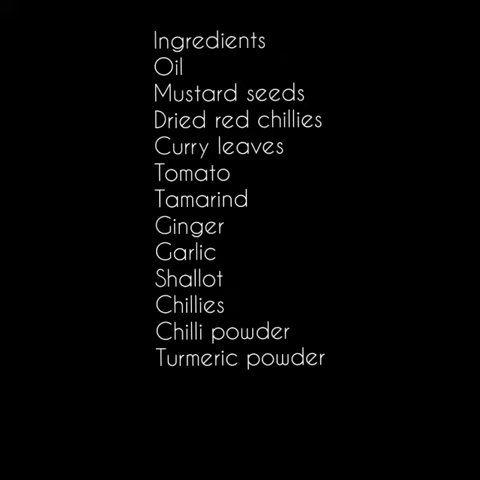 Ingredients
Oil
Mustard seeds
Dried red chillies
Curry leaves
Tomato
Tamarind
Ginger
Garlic
Shallot
Chillies
Chilli powder
Turmeric powder